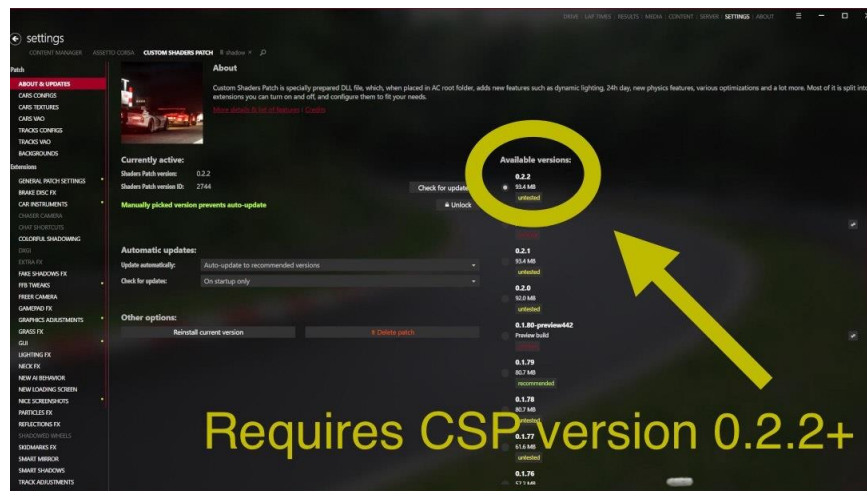 DRIVE LAP TIMES RESULTS MEDIA CONTENT SERVER SETTINGS ABOUT
settings
CONTENT MANAGER ASSETTO CORSA CUSTOM SHADERS PATCH shadow
Patch
ABOUT & UPDATES
CARS CONFIGS
CARS TEXTURES
CARS VAO
TRACKS CONFIGS
TRACKS VAO
BACKGROUNDS
Extensions
GENERAL PATCH SETTINGS
BRAKE DISC FX
CAR INSTRUMENTS
CHASER CAMERA
CHAT SHORTCUTS
COLORFUL SHADOWING
DXGI
EXTRA FX
FAKE SHADOWS FX
FFB TWEAKS
FREER CAMERA
GAMEPAD FX
GRAPHICS ADJUSTMENTS
GRASS FX
GUI
LIGHTING FX
NECK FX
NEW AI BEHAVIOR
NEW LOADING SCREEN
NICE SCREENSHOTS
PARTICLES FX
REFLECTIONS FX
SHADOWED WHEELS
SKIDMARKS FX
SMART MIRROR
SMART SHADOWS
TRACK ADJUSTMENTS
About
Custom Shaders Patch is specially prepared DLL file, which, when placed in AC root folder, adds new features such as dynamic lighting, 24h day, new physics features, various optimizations and a lot more. Most of it is split into
extensions you can turn on and off, and configure them to fit your needs.
More details & list of features | Credits
Currently active:
Shaders Patch version: 0.2.2
Shaders Patch version ID: 2744
Check for update
Manually picked version prevents auto-update
Unlock
Automatic updates:
Update automatically: Auto-update to recommended versions
Check for updates: On startup only
Other options:
Reinstall current version
Delete patch
Available versions:
0.2.2
93.4 MB
untested
0.2.1
93.4 MB
untested
0.2.0
92.0 MB
untested
0.1.80-preview442
Preview build
0.1.79
80.7 MB
recommended
0.1.78
80.7 MB
untested
0.1.77
61.6 MB
untested
0.1.76
57.3 MB
Requires CSP version 0.2.2+